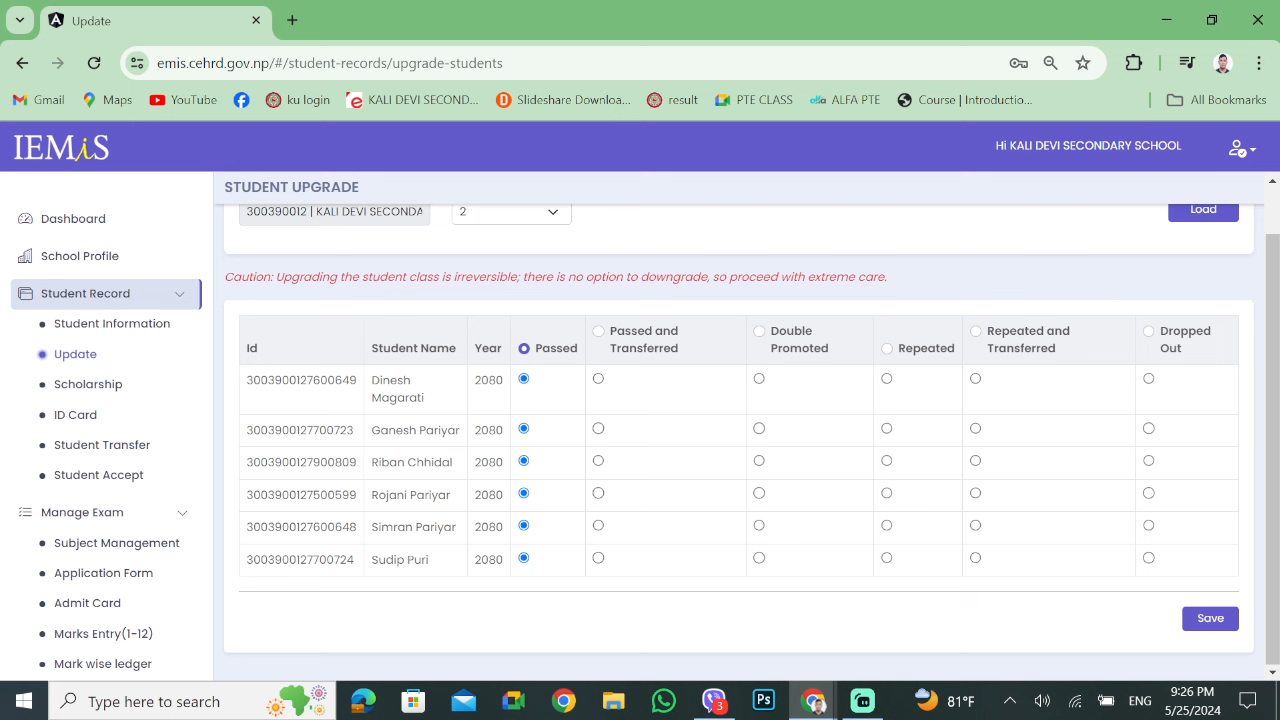 Update
emis.cehrd.gov.np/#/student-records/upgrade-students
Gmail Maps YouTube ku login KALI DEVI SECOND... Slideshare Downloa... result PTE CLASS alfa ALFA PTE Course | Introductio... All Bookmarks
IEMiS Hi KALI DEVI SECONDARY SCHOOL
STUDENT UPGRADE
300390012 | KALI DEVI SECONDA 2 Load
Dashboard
School Profile
Student Record
Student Information
Update
Scholarship
ID Card
Student Transfer
Student Accept
Manage Exam
Subject Management
Application Form
Admit Card
Marks Entry(1-12)
Mark wise ledger
Caution: Upgrading the student class is irreversible; there is no option to downgrade, so proceed with extreme care.
Id Student Name Year Passed Passed and Transferred Double Promoted Repeated Repeated and Transferred Dropped Out
3003900127600649 Dinesh Magarati 2080
3003900127700723 Ganesh Pariyar 2080
3003900127900809 Riban Chhidal 2080
3003900127500599 Rojani Pariyar 2080
3003900127600648 Simran Pariyar 2080
3003900127700724 Sudip Puri 2080
Save
Type here to search
3
Ps
81°F
ENG
9:26 PM
5/25/2024